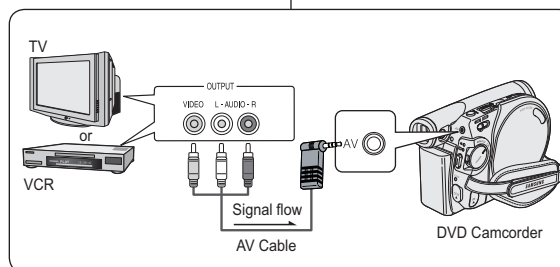 TV
OUTPUT
VIDEO L - AUDIO - R
or
VCR
AV
Signal flow
AV Cable
SAMSUNG
DVD Camcorder